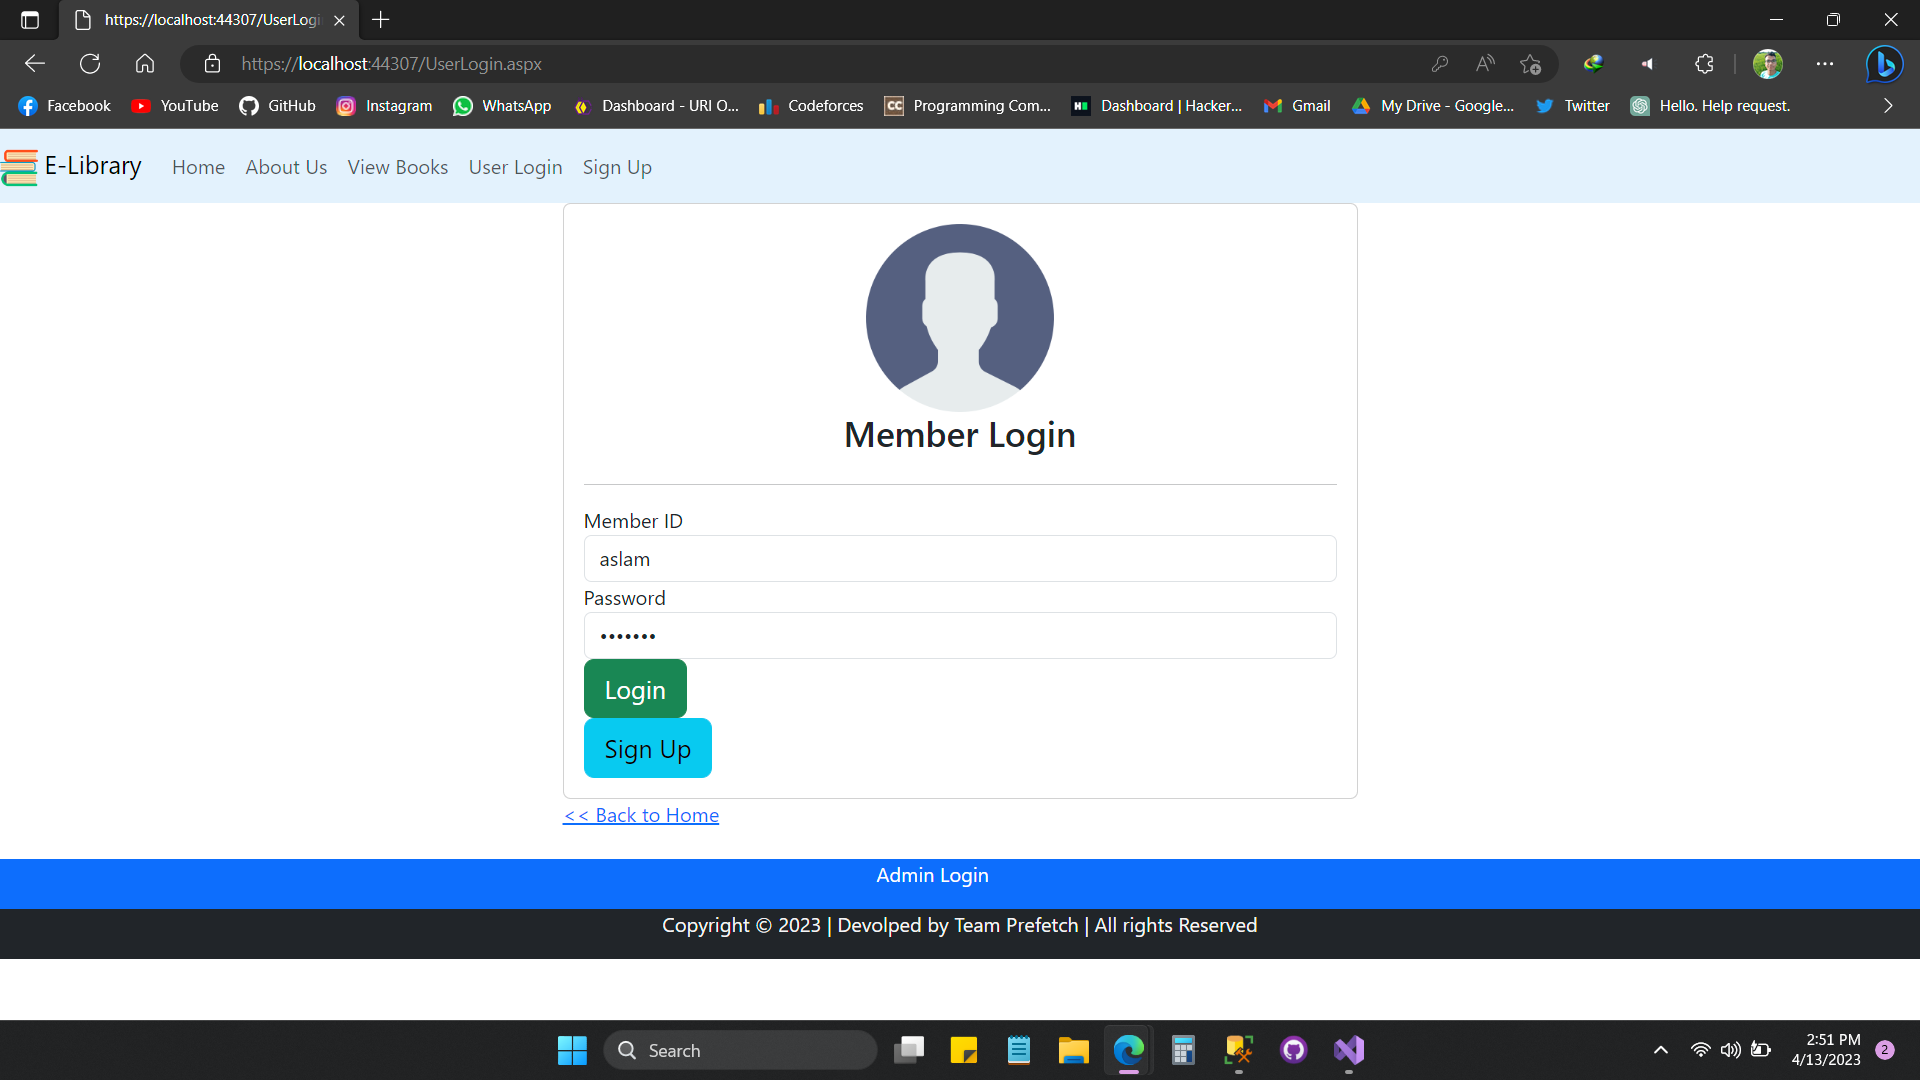 https://localhost:44307/UserLogi
https://localhost:44307/UserLogin.aspx
Facebook YouTube GitHub Instagram WhatsApp Dashboard - URI O... Codeforces CC Programming Com... H Dashboard | Hacker... Gmail My Drive - Google... Twitter Hello. Help request.
E-Library Home About Us View Books User Login Sign Up
Member Login
Member ID
aslam
Password
•••••••
Login
Sign Up
<< Back to Home
Admin Login
Copyright © 2023 | Devolped by Team Prefetch | All rights Reserved
Search
2:51 PM
4/13/2023
2